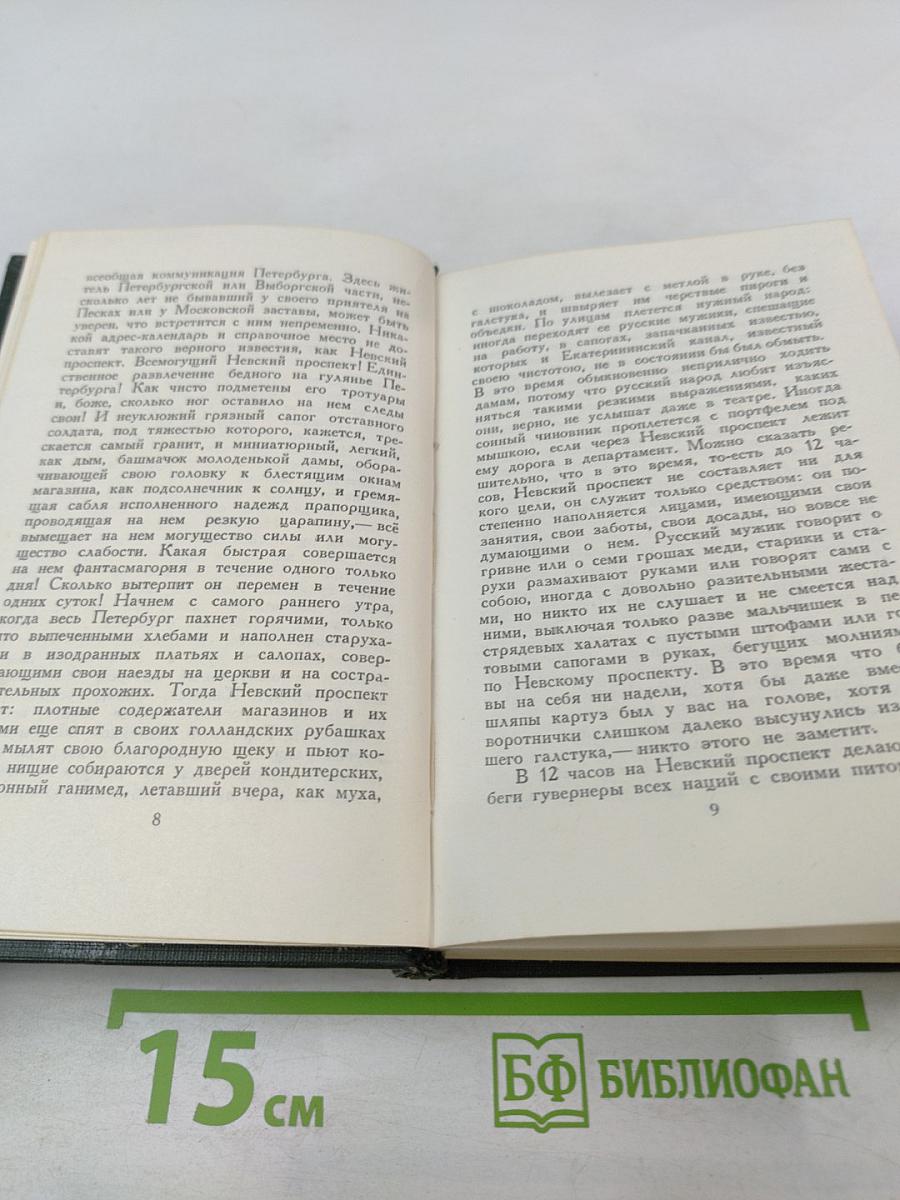 всеобщая коммуникация Петербурга. Здесь жи-
тель Петербургской или Выборгской части, не-
сколько лет не бывавший у своего приятеля на
Песках или у Московской заставы, может быть
уверен, что встретится с ним непременно. Ника-
кой адрес-календарь и справочное место не до-
ставят такого верного известия, как Невский
проспект. Всемогущий Невский проспект! Един-
ственное развлечение бедного на гулянье Пе-
тербурга! Как чисто подметены его тротуары
и, боже, сколько ног оставило на нем следы
свои! И неуклюжий грязный сапог отставного
солдата, под тяжестью которого, кажется, тре-
скается самый гранит, и миниатюрный, легкий,
как дым, башмачок молоденькой дамы, обора-
чивающей свою головку к блестящим окнам
магазина, как подсолнечник к солнцу, и гремя-
щая сабля исполненного надежд прапорщика,
проводящая на нем резкую царапину,— всё
вымещает на нем могущество силы или могу-
щество слабости. Какая быстрая совершается
на нем фантасмагория в течение одного только
дня! Сколько вытерпит он перемен в течение
одних суток! Начнем с самого раннего утра,
когда весь Петербург пахнет горячими, только
что выпеченными хлебами и наполнен старуха-
и в изодранных платьях и салопах, совер-
ающими свои наезды на церкви и на состра-
тельных прохожих. Тогда Невский проспект
т: плотные содержатели магазинов и их
ми еще спят в своих голландских рубашках
мылят свою благородную щеку и пьют ко-
нищие собираются у дверей кондитерских,
онный ганимед, летавший вчера, как муха,
8
с шоколадом, вылезает с метлой в руке, без
галстука, и швыряет им черствые пироги и
объедки. По улицам плетется нужный народ:
иногда переходят ее русские мужики, спешащие
на работу, в сапогах, запачканных известью,
которых и Екатерининский канал, известный
своею чистотою, не в состоянии бы был обмыть.
В это время обыкновенно неприлично ходить
дамам, потому что русский народ любит изъяс-
няться такими резкими выражениями, каких
они, верно, не услышат даже в театре. Иногда
сонный чиновник проплетется с портфелем под
мышкою, если через Невский проспект лежит
ему дорога в департамент. Можно сказать ре-
шительно, что в это время, то-есть до 12 ча-
сов, Невский проспект не составляет ни для
кого цели, он служит только средством: он по-
степенно наполняется лицами, имеющими свои
занятия, свои заботы, свои досады, но вовсе не
думающими о нем. Русский мужик говорит о
гривне или о семи грошах меди, старики и ста-
рухи размахивают руками или говорят сами с
собою, иногда с довольно разительными жеста-
ми, но никто их не слушает и не смеется над
ними, выключая только разве мальчишек в пе
стрядевых халатах с пустыми штофами или го
товыми сапогами в руках, бегущих молниям
по Невскому проспекту. В это время что б
вы на себя ни надели, хотя бы даже вме
шляпы картуз был у вас на голове, хотя
воротнички слишком далеко высунулись из
шего галстука,— никто этого не заметит.
В 12 часов на Невский проспект делаю
беги гувернеры всех наций с своими питом
9
15 см
БФ БИБЛИОФАН